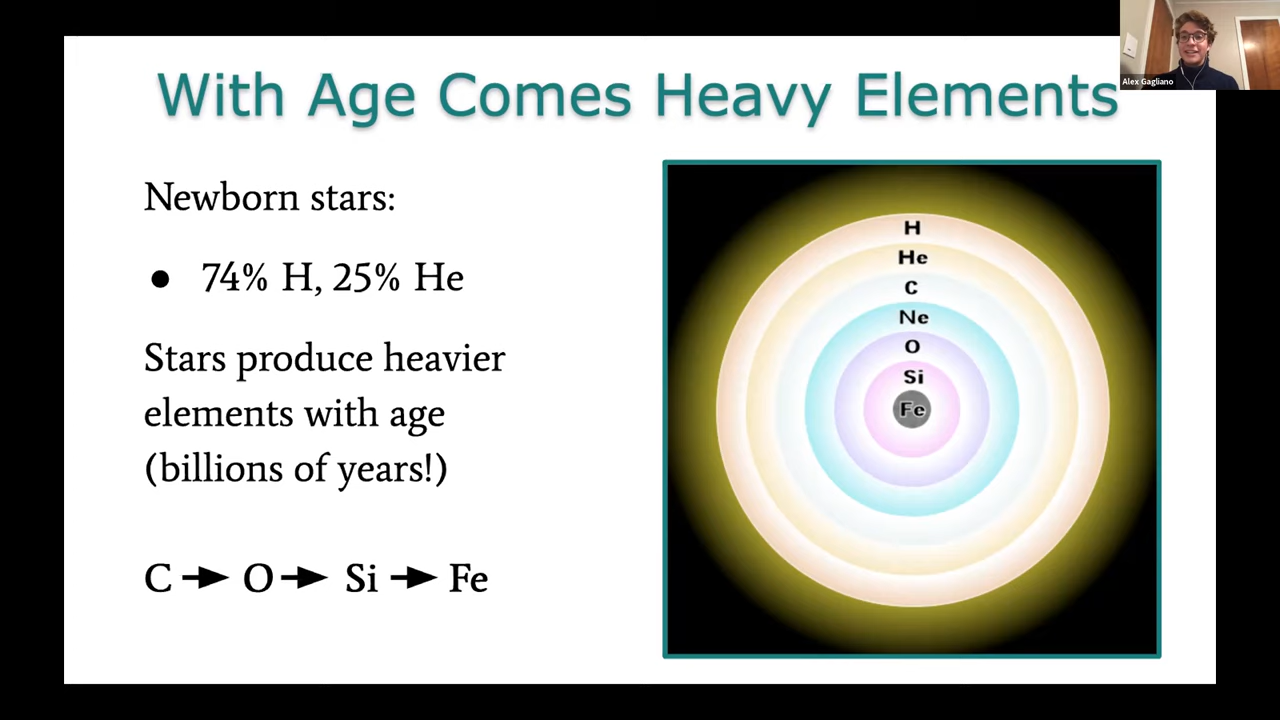 With Age Comes Heavy Elements
Alex Gagliano
Newborn stars:
● 74% H, 25% He
Stars produce heavier
elements with age
(billions of years!)
C → O → Si → Fe
H
He
C
Ne
O
Si
Fe